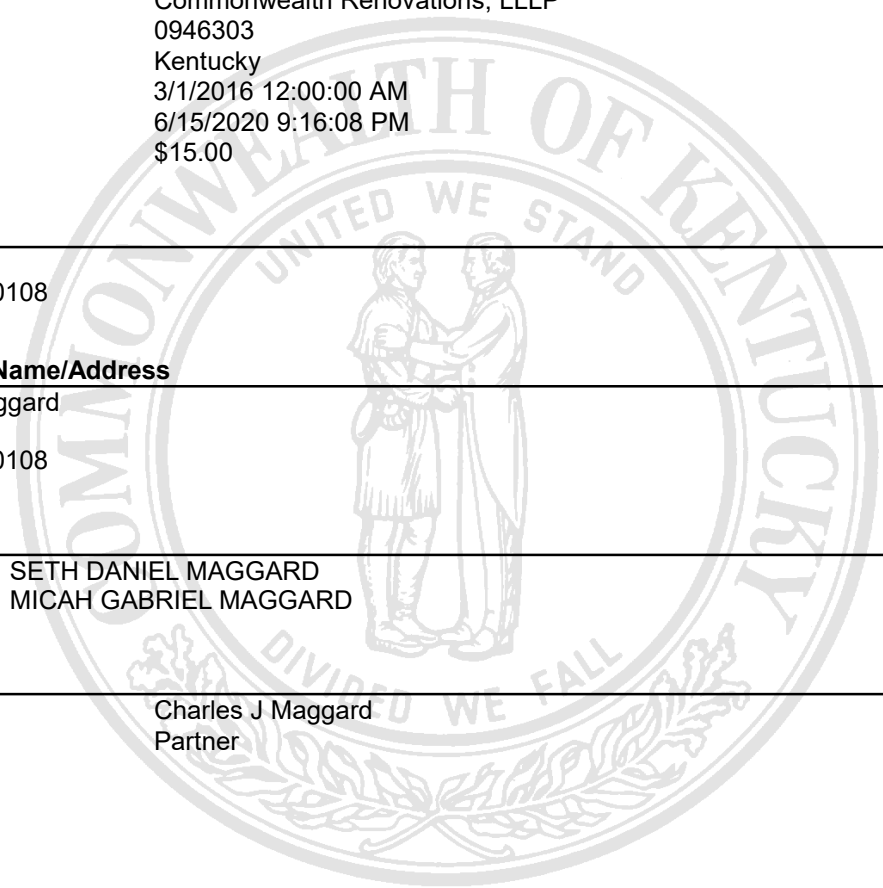 Commonwealth Renovations, LLLP
0946303
Kentucky
3/1/2016 12:00:00 AM
6/15/2020 9:16:08 PM
$15.00
0108
Name/Address
ggard
0108
SETH DANIEL MAGGARD
MICAH GABRIEL MAGGARD
Charles J Maggard
Partner
COMMONWEALTH OF KENTUCKY
UNITED WE STAND
DIVIDED WE FALL